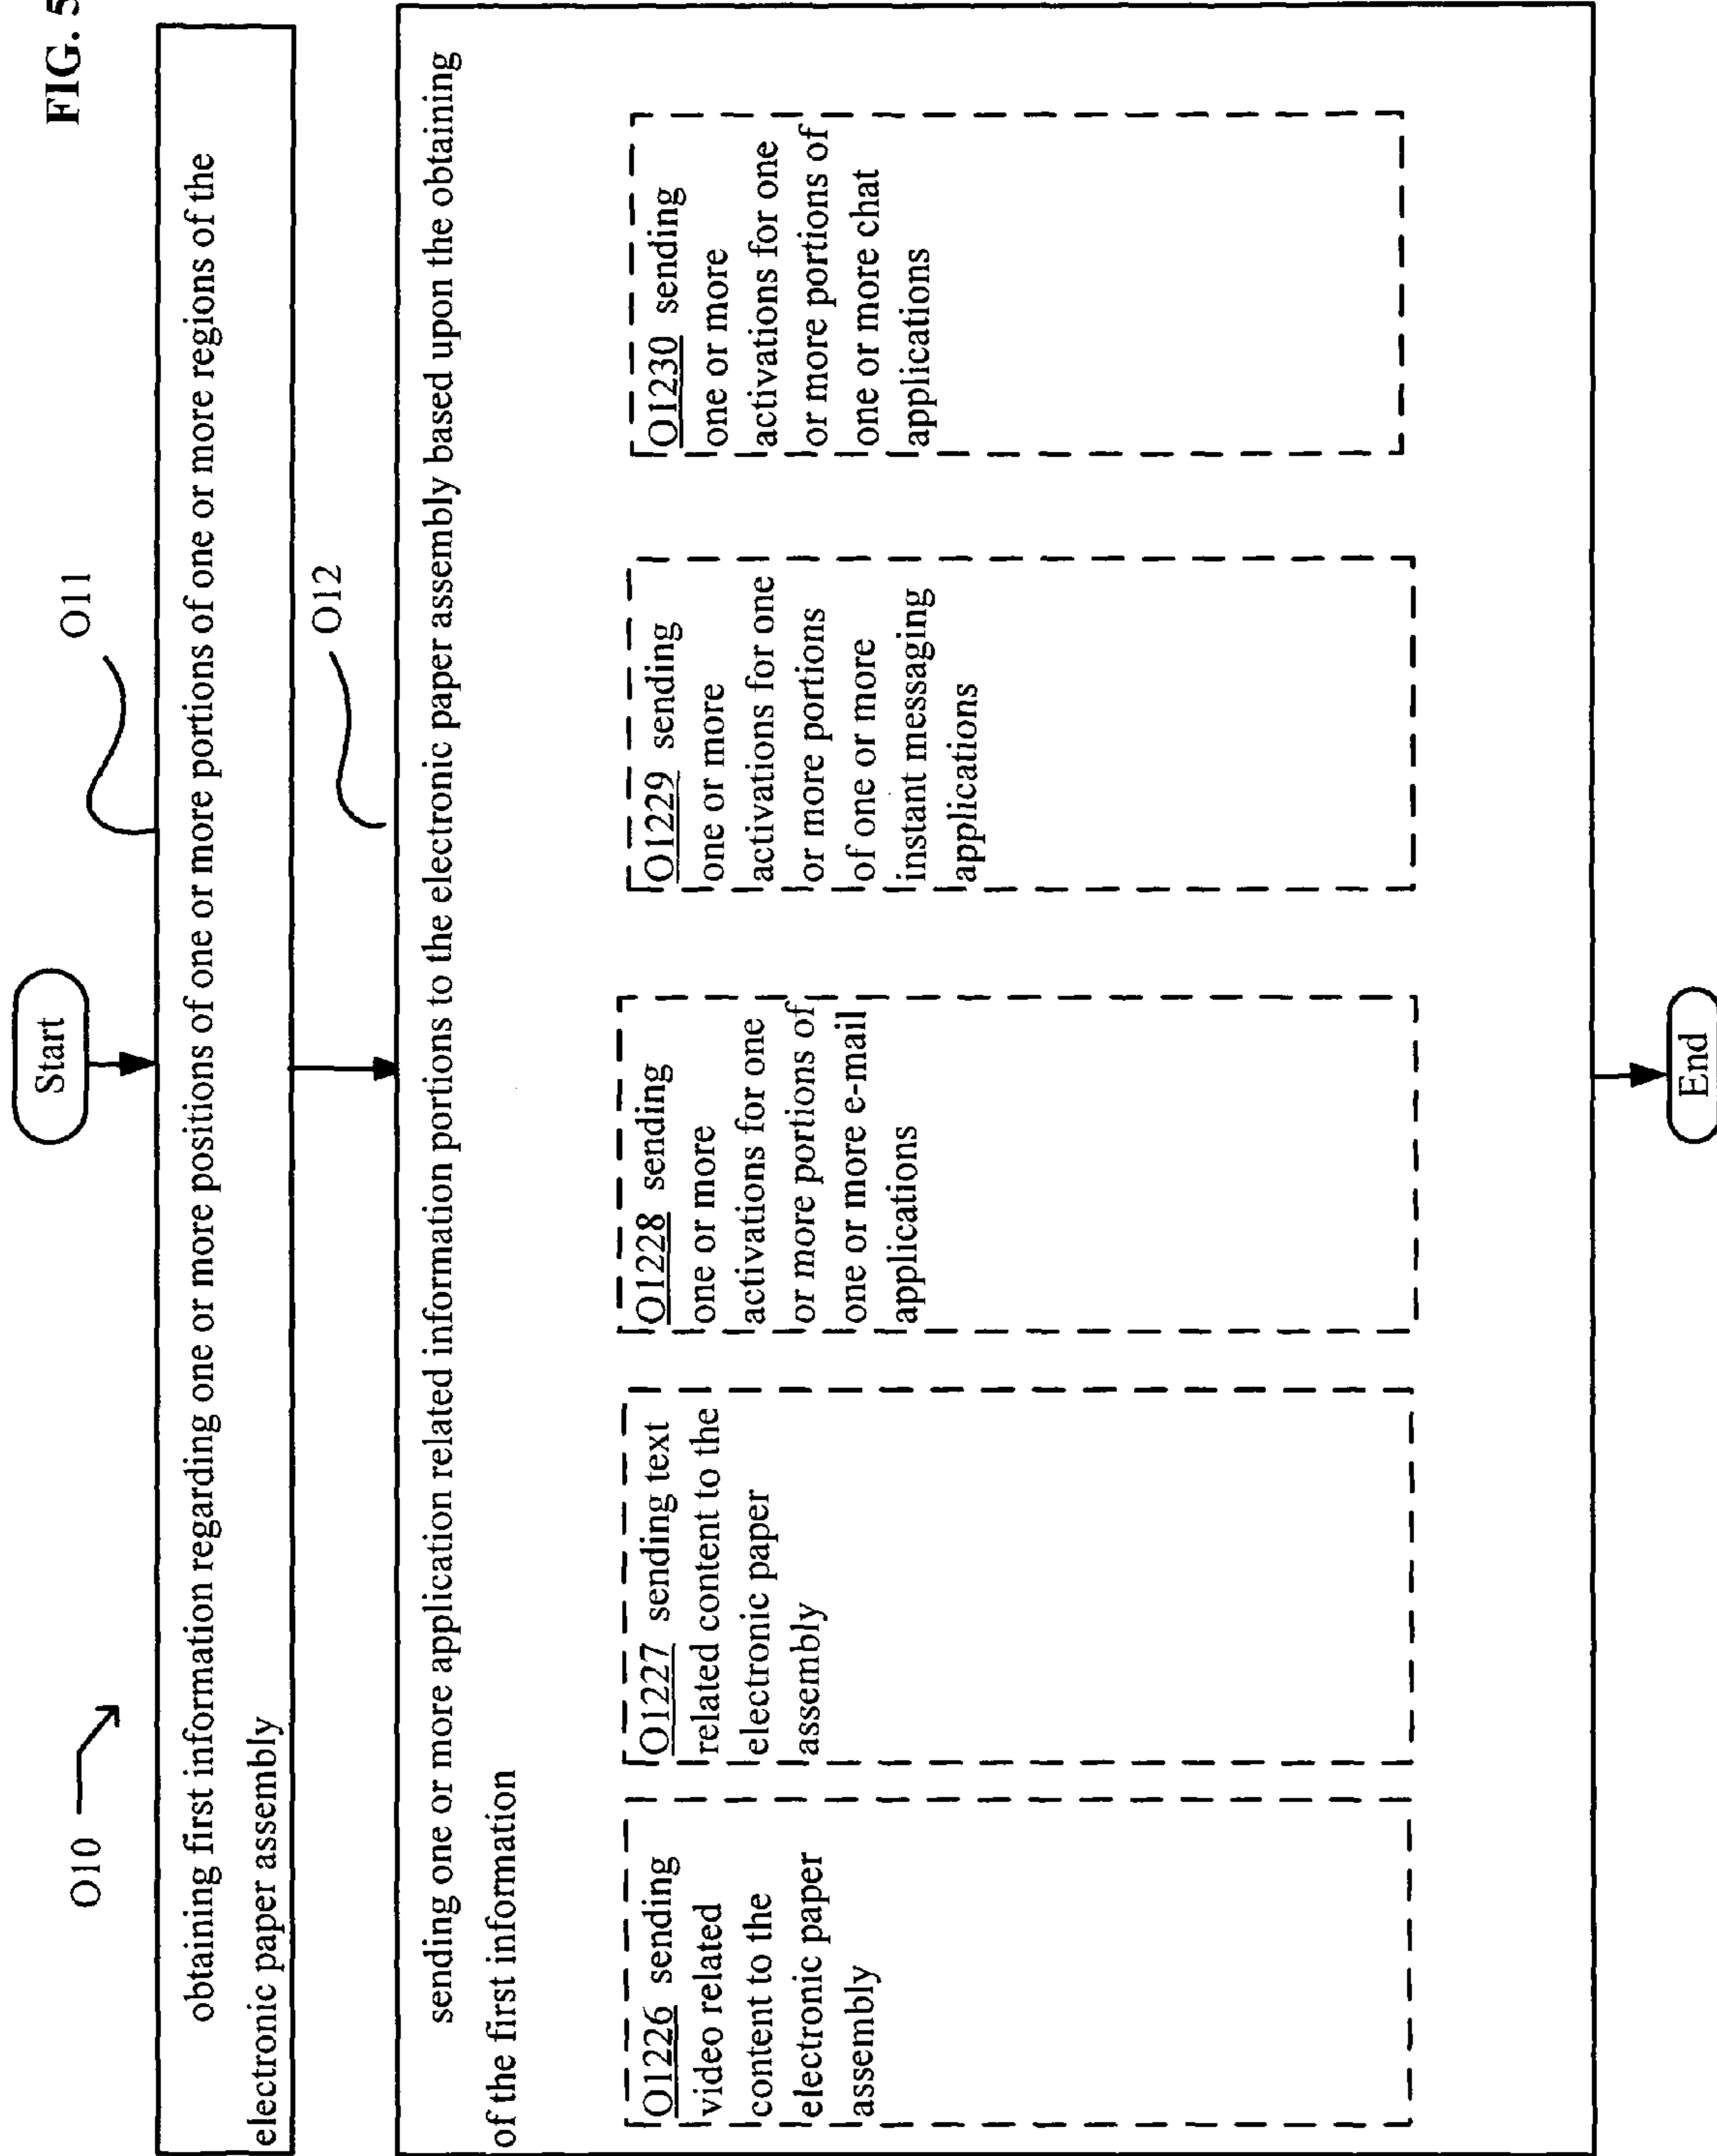 FIG. 5
O10
Start
O11
obtaining first information regarding one or more positions of one or more portions of one or more regions of the
electronic paper assembly
O12
sending one or more application related information portions to the electronic paper assembly based upon the obtaining
of the first information
O1226 sending
video related
content to the
electronic paper
assembly
O1227 sending text
related content to the
electronic paper
assembly
O1228 sending
one or more
activations for one
or more portions of
one or more e-mail
applications
O1229 sending
one or more
activations for one
or more portions
of one or more
instant messaging
applications
O1230 sending
one or more
activations for one
or more portions of
one or more chat
applications
End